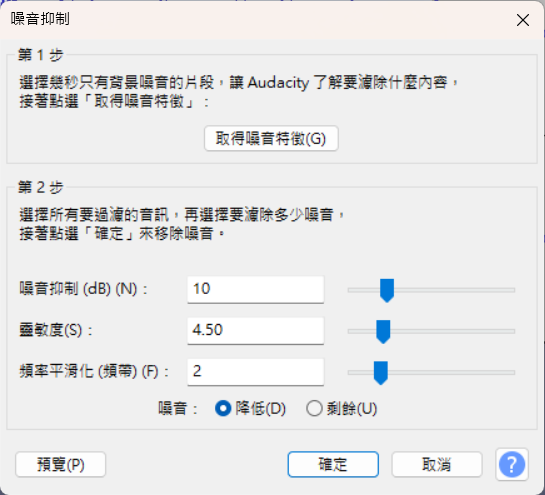 噪音抑制
第 1 步
選擇幾秒只有背景噪音的片段，讓 Audacity 了解要濾除什麼內容，
接著點選「取得噪音特徵」：
取得噪音特徵(G)
第 2 步
選擇所有要過濾的音訊，再選擇要濾除多少噪音，
接著點選「確定」來移除噪音。
噪音抑制 (dB) (N)： 10
靈敏度(S)： 4.50
頻率平滑化 (頻帶) (F)： 2
噪音： 降低(D) 剩餘(U)
預覽(P) 確定 取消 ?